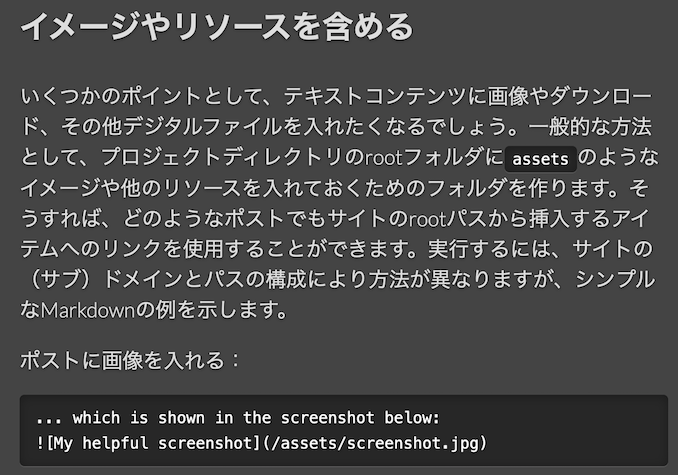 イメージやリソースを含める
いくつかのポイントとして、テキストコンテンツに画像やダウンロー
ド、その他デジタルファイルを入れたくなるでしょう。一般的な方法
として、プロジェクトディレクトリのrootフォルダにassetsのような
イメージや他のリソースを入れておくためのフォルダを作ります。そ
うすれば、どのようなポストでもサイトのrootパスから挿入するアイ
テムへのリンクを使用することができます。実行するには、サイトの
（サブ）ドメインとパスの構成により方法が異なりますが、シンプル
なMarkdownの例を示します。
ポストに画像を入れる：
... which is shown in the screenshot below:
![My helpful screenshot](/assets/screenshot.jpg)